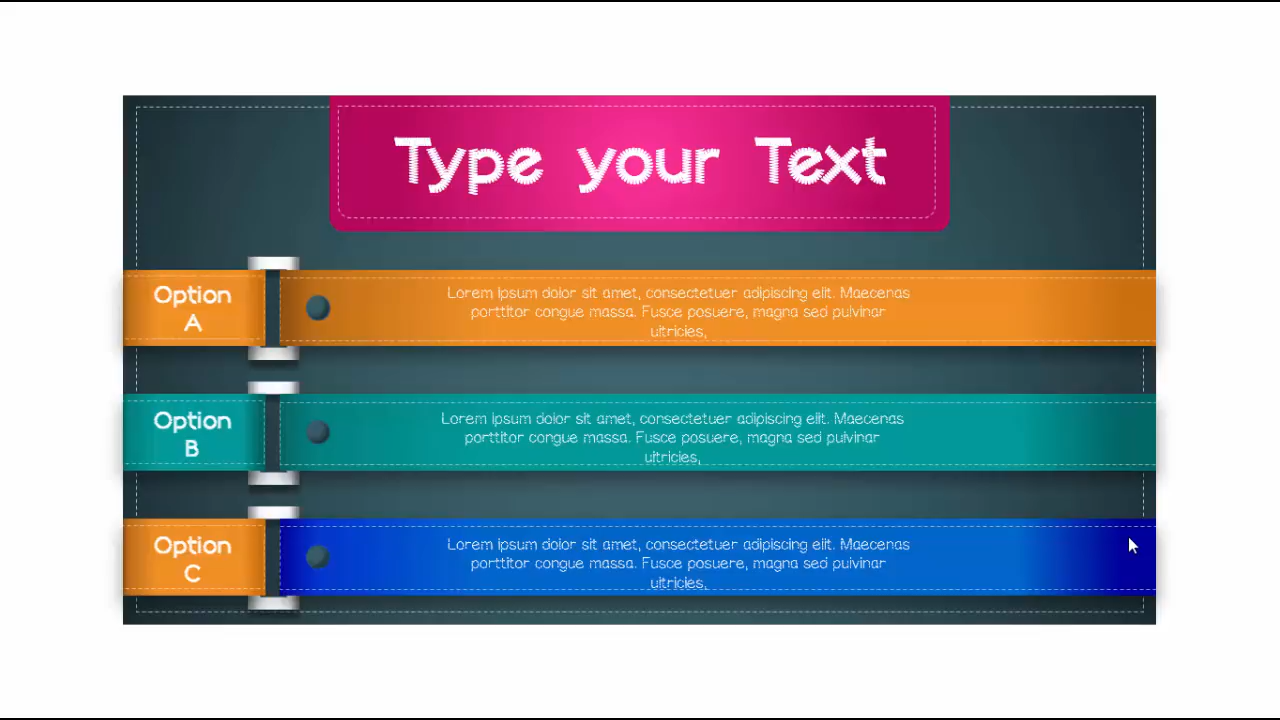 Type your Text
Option
A
Lorem ipsum dolor sit amet, consectetuer adipiscing elit. Maecenas
porttitor congue massa. Fusce posuere, magna sed pulvinar
ultricies,
Option
B
Lorem ipsum dolor sit amet, consectetuer adipiscing elit. Maecenas
porttitor congue massa. Fusce posuere, magna sed pulvinar
ultricies,
Option
C
Lorem ipsum dolor sit amet, consectetuer adipiscing elit. Maecenas
porttitor congue massa. Fusce posuere, magna sed pulvinar
ultricies,